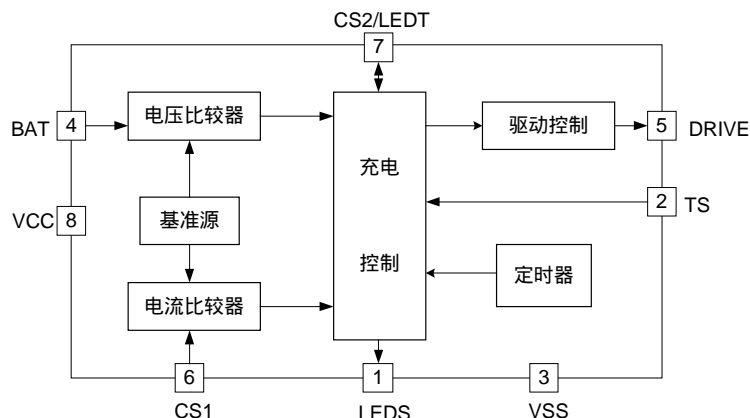 CS2/LEDT
7
BAT
4
电压比较器
充电
驱动控制
5
DRIVE
2
TS
VCC
8
基准源
控制
定时器
电流比较器
6
1
3
CS1
LEDS
VSS